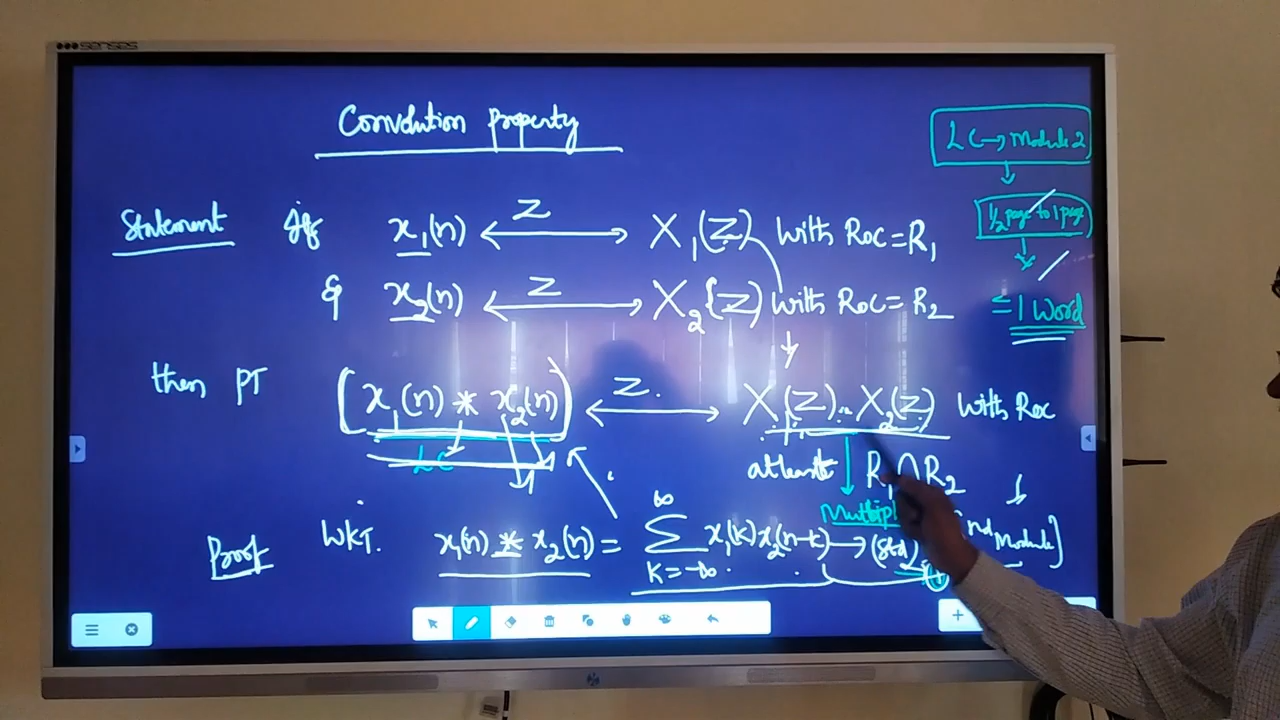 senses
Convolution property
LC → Module 2
1/2 page to 1 page
= 1 Word
Statement If x₁(n) ⟷ Z X₁(Z) with Roc = R₁
& x₂(n) ⟷ Z X₂{Z) with Roc = R₂
then PT [x₁(n) * x₂(n)] ⟷ Z X₁(Z) . X₂(Z) with Roc
LC
atleast R₁ ∩ R₂
Proof WKT. x₁(n) * x₂(n) = ∑ k=-∞ ∞ x₁(k) x₂(n-k) → (std) Module]